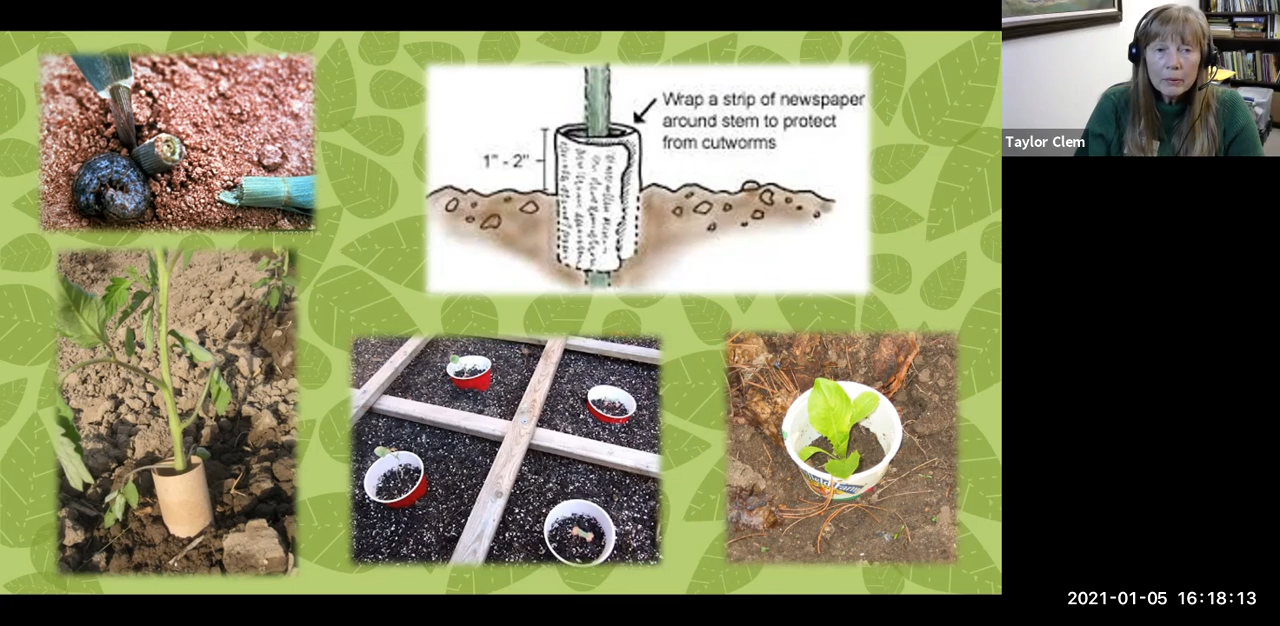 Wrap a strip of newspaper
around stem to protect
from cutworms
1" - 2"
Taylor Clem
2021-01-05 16:18:13